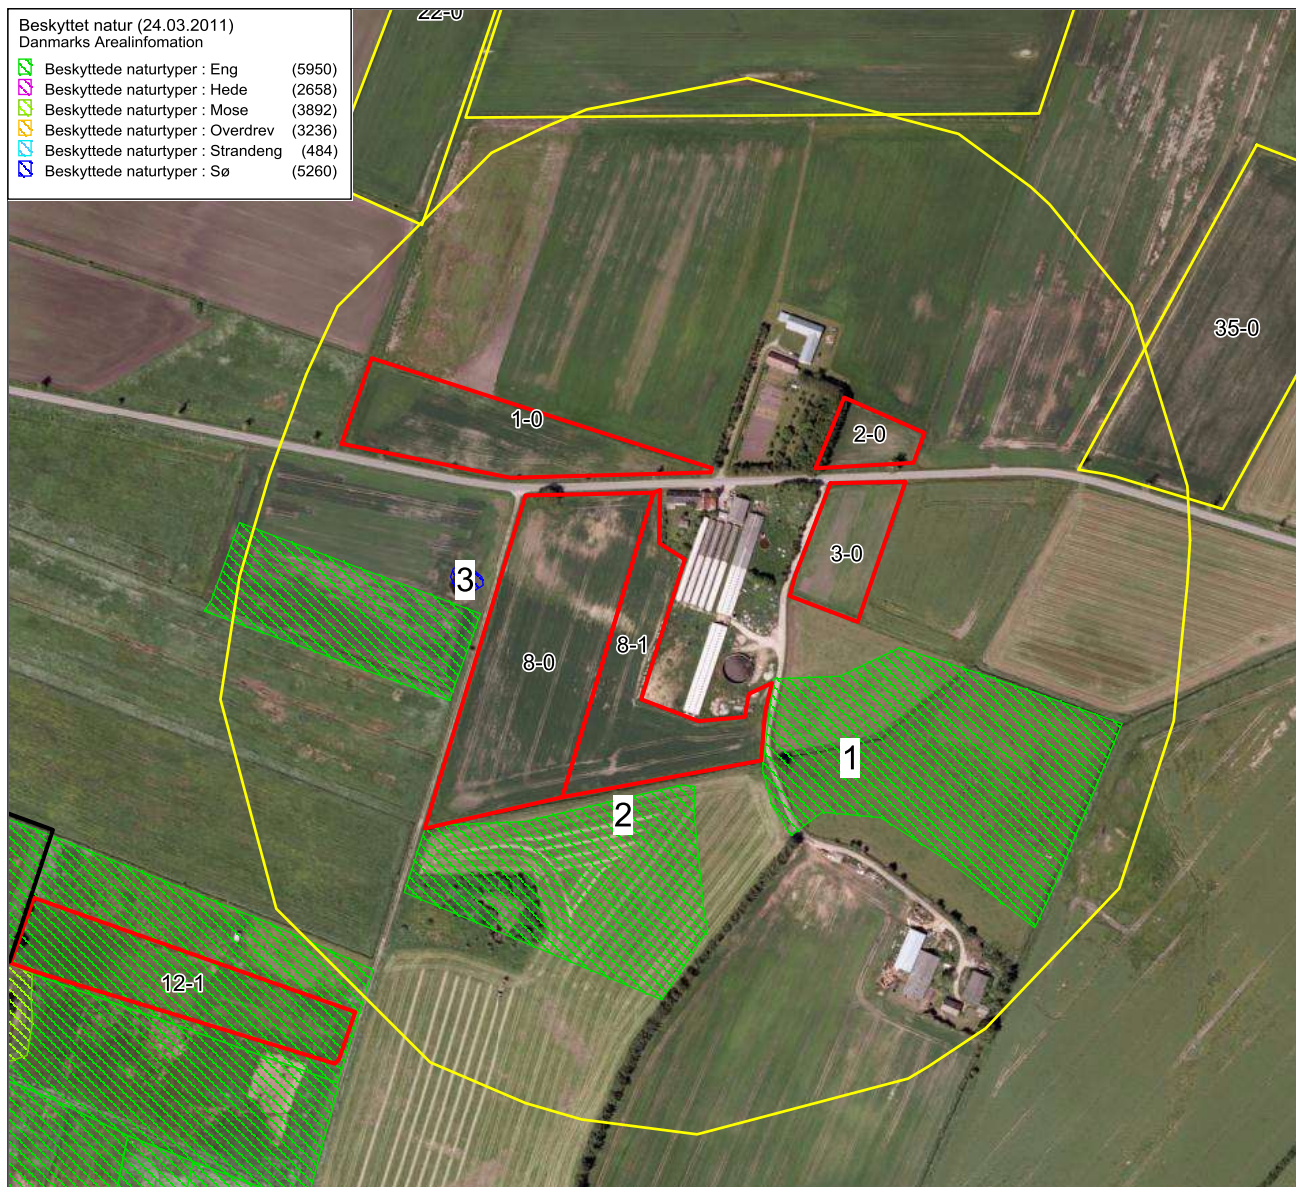 Beskyttet natur (24.03.2011)
Danmarks Arealinfomation
Beskyttede naturtyper : Eng (5950)
Beskyttede naturtyper : Hede (2658)
Beskyttede naturtyper : Mose (3892)
Beskyttede naturtyper : Overdrev (3236)
Beskyttede naturtyper : Strandeng (484)
Beskyttede naturtyper : Sø (5260)
22-0
35-0
1-0
2-0
3-0
3
8-1
8-0
1
2
12-1